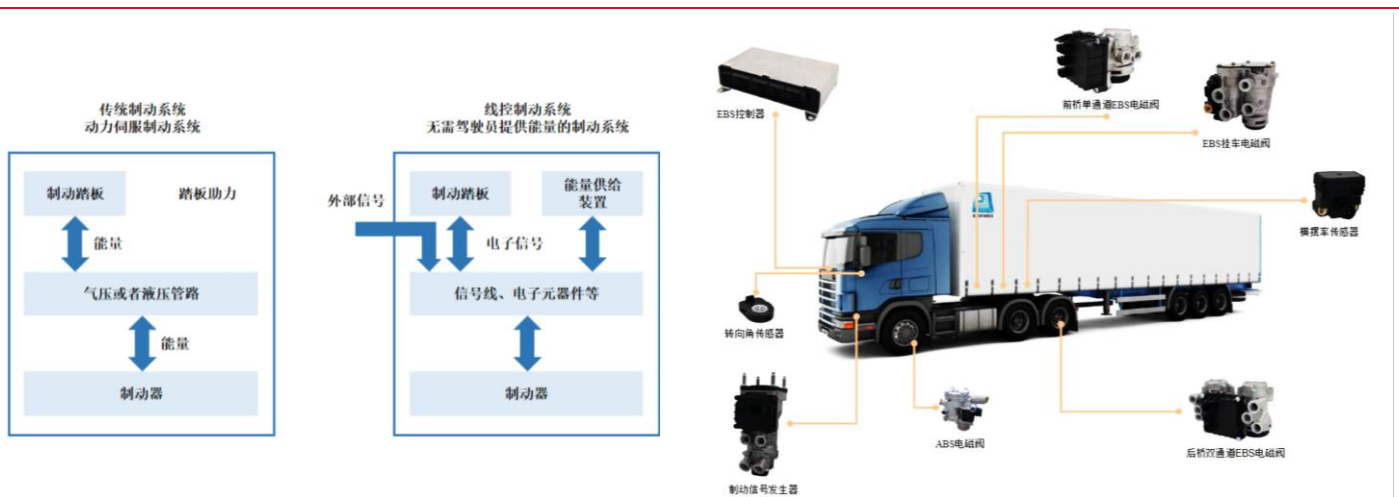 传统制动系统
动力伺服制动系统
制动踏板
踏板助力
能量
气压或者液压管路
能量
制动器
线控制动系统
无需驾驶员提供能量的制动系统
外部信号
制动踏板
能量供给
装置
电子信号
信号线、电子元器件等
制动器
EBS控制器
前桥单通道EBS电磁阀
EBS挂车电磁阀
横摆车传感器
转向角传感器
制动信号发生器
ABS电磁阀
后桥双通道EBS电磁阀